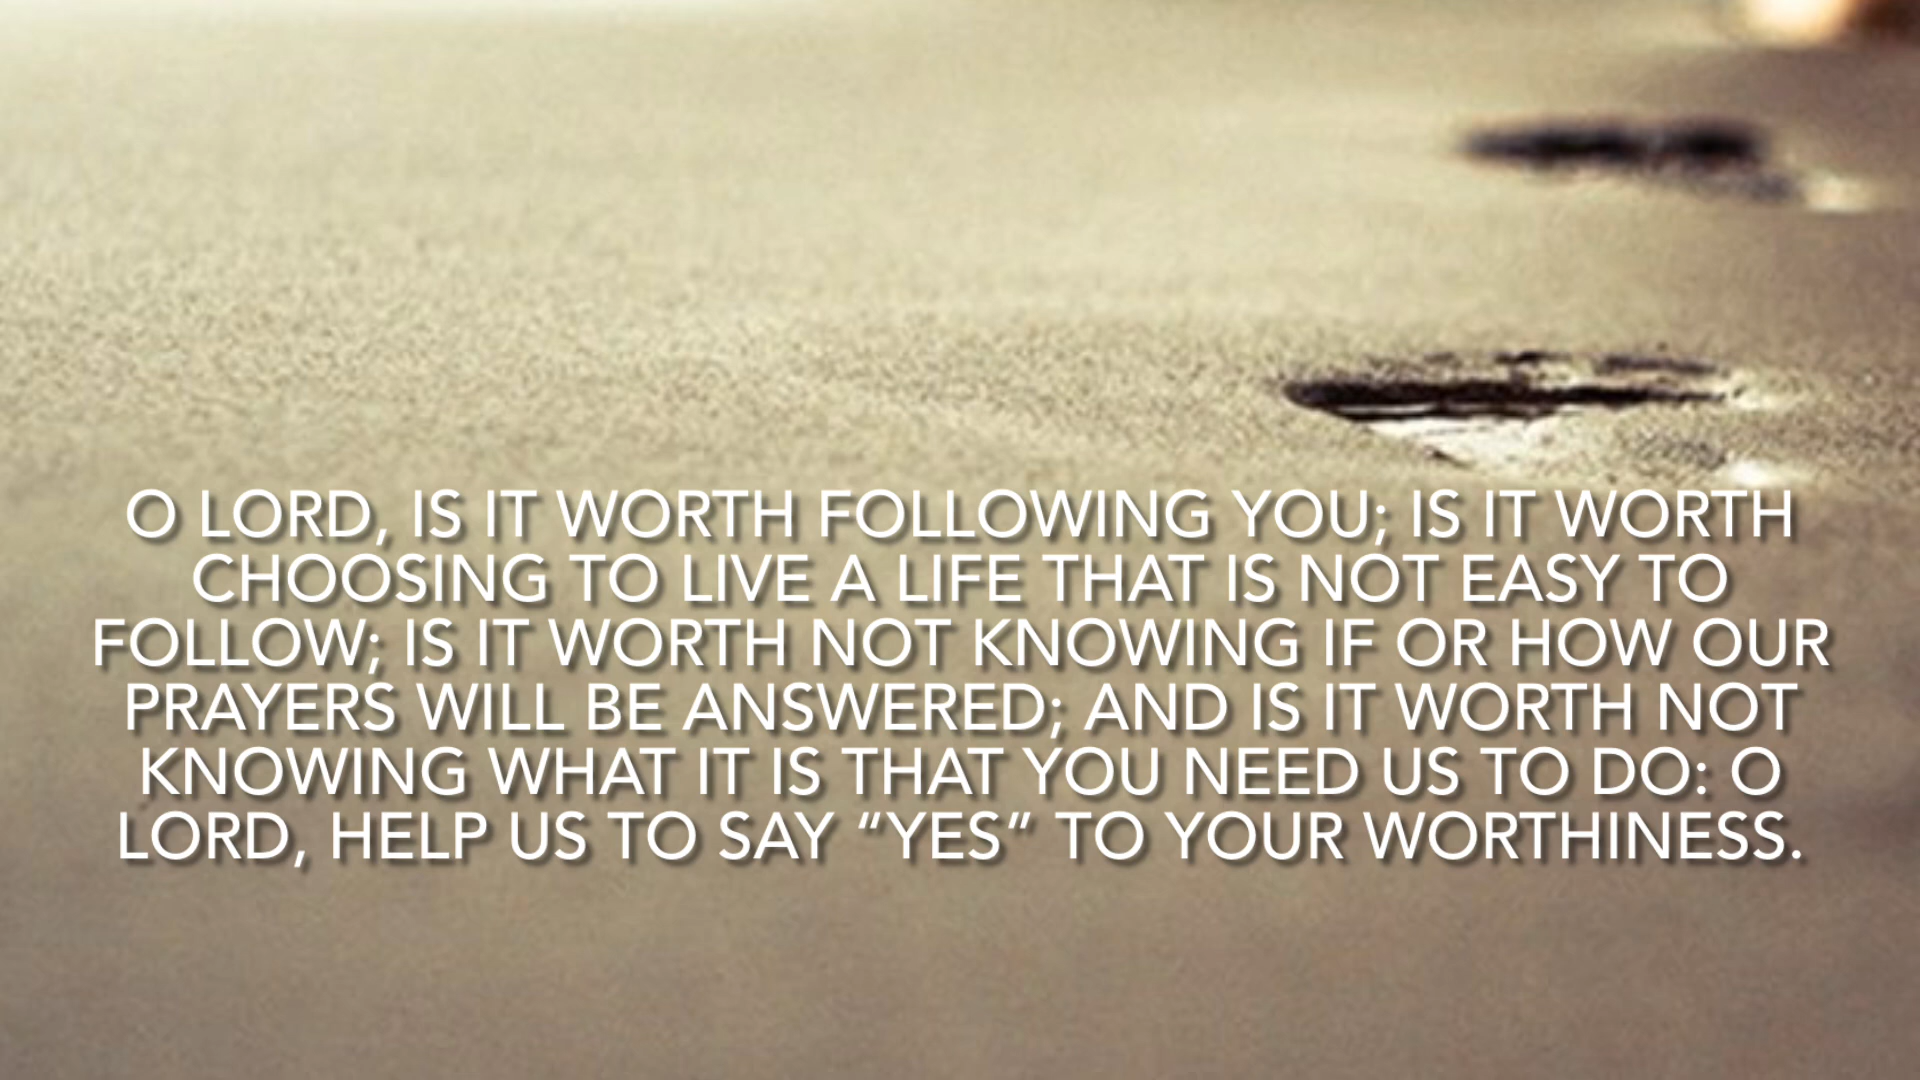 O LORD, IS IT WORTH FOLLOWING YOU; IS IT WORTH
CHOOSING TO LIVE A LIFE THAT IS NOT EASY TO
FOLLOW; IS IT WORTH NOT KNOWING IF OR HOW OUR
PRAYERS WILL BE ANSWERED; AND IS IT WORTH NOT
KNOWING WHAT IT IS THAT YOU NEED US TO DO: O
LORD, HELP US TO SAY “YES” TO YOUR WORTHINESS.